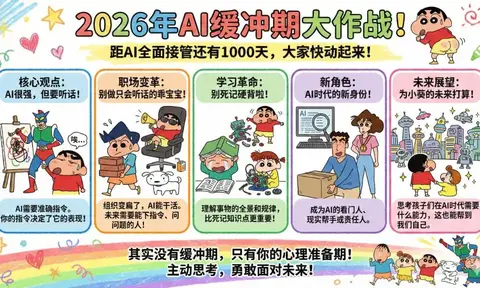 2026年AI缓冲期大作战!
距AI全面接管还有1000天，大家快动起来!
核心观点:
AI很强，但要听话!
唉...
AI需要准确指令，
你的指令决定了它的表现!
职场变革:
别做只会听话的乖宝宝!
组织变扁了，AI能干活。
未来需要能下指令、问
问题的人!
学习革命:
别死记硬背啦!
理解事物的全景和规律，
比死记知识点更重要!
新角色:
AI时代的新身份!
AI
成为AI的看门人、
现实帮手或责任人。
未来展望:
为小葵的未来打算!
思考孩子们在AI时代需要
什么能力，这也能帮到
我们自己。
其实没有缓冲期，只有你的心理准备期!
主动思考，勇敢面对未来!